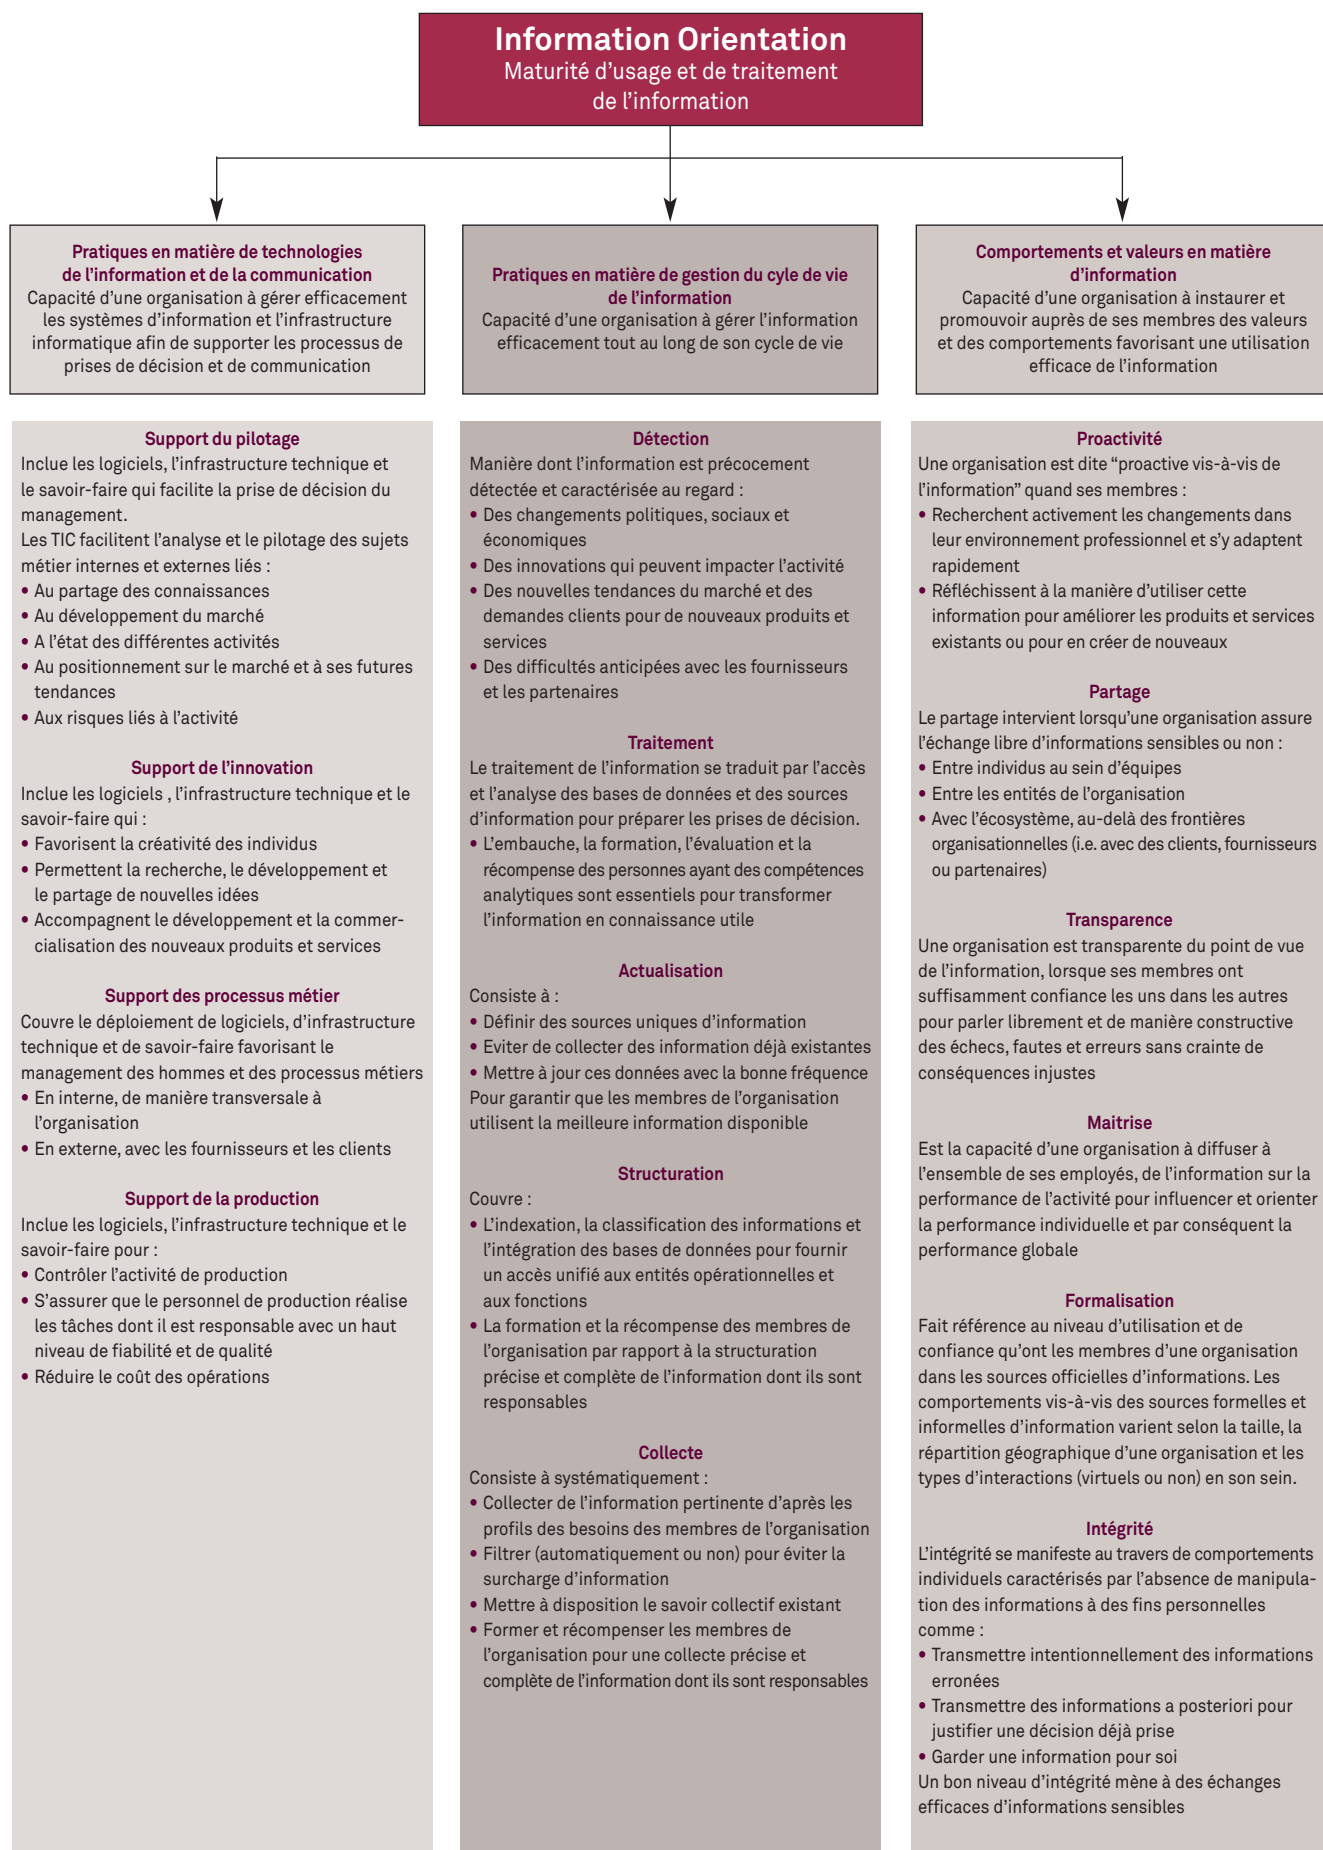 Information Orientation
Maturité d’usage et de traitement
de l’information
Pratiques en matière de technologies
de l’information et de la communication
Capacité d’une organisation à gérer efficacement
les systèmes d’information et l’infrastructure
informatique afin de supporter les processus de
prises de décision et de communication
Pratiques en matière de gestion du cyle de vie
de l’information
Capacité d’une organisation à gérer l’information
efficacement tout au long de son cycle de vie
Comportements et valeurs en matière
d’information
Capacité d’une organisation à instaurer et
promouvoir auprès de ses membres des valeurs
et des comportements favorisant une utilisation
efficace de l’information
Support du pilotage
Inclue les logiciels, l’infrastructure technique et
le savoir-faire qui facilite la prise de décision du
management.
Les TIC facilitent l’analyse et le pilotage des sujets
métier internes et externes liés :
• Au partage des connaissances
• Au développement du marché
• A l’état des différentes activités
• Au positionnement sur le marché et à ses futures
tendances
• Aux risques liés à l’activité
Support de l’innovation
Inclue les logiciels , l’infrastructure technique et le
savoir-faire qui :
• Favorisent la créativité des individus
• Permettent la recherche, le développement et
le partage de nouvelles idées
• Accompagnent le développement et la commer-
cialisation des nouveaux produits et services
Support des processus métier
Couvre le déploiement de logiciels, d’infrastructure
technique et de savoir-faire favorisant le
management des hommes et des processus métiers
• En interne, de manière transversale à
l’organisation
• En externe, avec les fournisseurs et les clients
Support de la production
Inclue les logiciels, l’infrastructure technique et le
savoir-faire pour :
• Contrôler l’activité de production
• S’assurer que le personnel de production réalise
les tâches dont il est responsable avec un haut
niveau de fiabilité et de qualité
• Réduire le coût des opérations
Détection
Manière dont l’information est précocement
détectée et caractérisée au regard :
• Des changements politiques, sociaux et
économiques
• Des innovations qui peuvent impacter l’activité
• Des nouvelles tendances du marché et des
demandes clients pour de nouveaux produits et
services
• Des difficultés anticipées avec les fournisseurs
et les partenaires
Traitement
Le traitement de l’information se traduit par l’accès
et l’analyse des bases de données et des sources
d’information pour préparer les prises de décision.
• L’embauche, la formation, l’évaluation et la
récompense des personnes ayant des compétences
analytiques sont essentiels pour transformer
l’information en connaissance utile
Actualisation
Consiste à :
• Définir des sources uniques d’information
• Eviter de collecter des information déjà existantes
• Mettre à jour ces données avec la bonne fréquence
Pour garantir que les membres de l’organisation
utilisent la meilleure information disponible
Structuration
Couvre :
• L’indexation, la classification des informations et
l’intégration des bases de données pour fournir
un accès unifié aux entités opérationnelles et
aux fonctions
• La formation et la récompense des membres de
l’organisation par rapport à la structuration
précise et complète de l’information dont ils sont
responsables
Collecte
Consiste à systématiquement :
• Collecter de l’information pertinente d’après les
profils des besoins des membres de l’organisation
• Filtrer (automatiquement ou non) pour éviter la
surcharge d’information
• Mettre à disposition le savoir collectif existant
• Former et récompenser les membres de
l’organisation pour une collecte précise et
complète de l’information dont ils sont responsables
Proactivité
Une organisation est dite “proactive vis-à-vis de
l’information” quand ses membres :
• Recherchent activement les changements dans
leur environnement professionnel et s’y adaptent
rapidement
• Réfléchissent à la manière d’utiliser cette
information pour améliorer les produits et services
existants ou pour en créer de nouveaux
Partage
Le partage intervient lorsqu’une organisation assure
l’échange libre d’informations sensibles ou non :
• Entre individus au sein d’équipes
• Entre les entités de l’organisation
• Avec l’écosystème, au-delà des frontières
organisationnelles (i.e. avec des clients, fournisseurs
ou partenaires)
Transparence
Une organisation est transparente du point de vue
de l’information, lorsque ses membres ont
suffisamment confiance les uns dans les autres
pour parler librement et de manière constructive
des échecs, fautes et erreurs sans crainte de
conséquences injustes
Maitrise
Est la capacité d’une organisation à diffuser à
l’ensemble de ses employés, de l’information sur la
performance de l’activité pour influencer et orienter
la performance individuelle et par conséquent la
performance globale
Formalisation
Fait référence au niveau d’utilisation et de
confiance qu’ont les membres d’une organisation
dans les sources officielles d’informations. Les
comportements vis-à-vis des sources formelles et
informelles d’information varient selon la taille, la
répartition géographique d’une organisation et les
types d’interactions (virtuels ou non) en son sein.
Intégrité
L’intégrité se manifeste au travers de comportements
individuels caractérisés par l’absence de manipula-
tion des informations à des fins personnelles
comme :
• Transmettre intentionnellement des informations
erronées
• Transmettre des informations a posteriori pour
justifier une décision déjà prise
• Garder une information pour soi
Un bon niveau d’intégrité mène à des échanges
efficaces d’informations sensibles